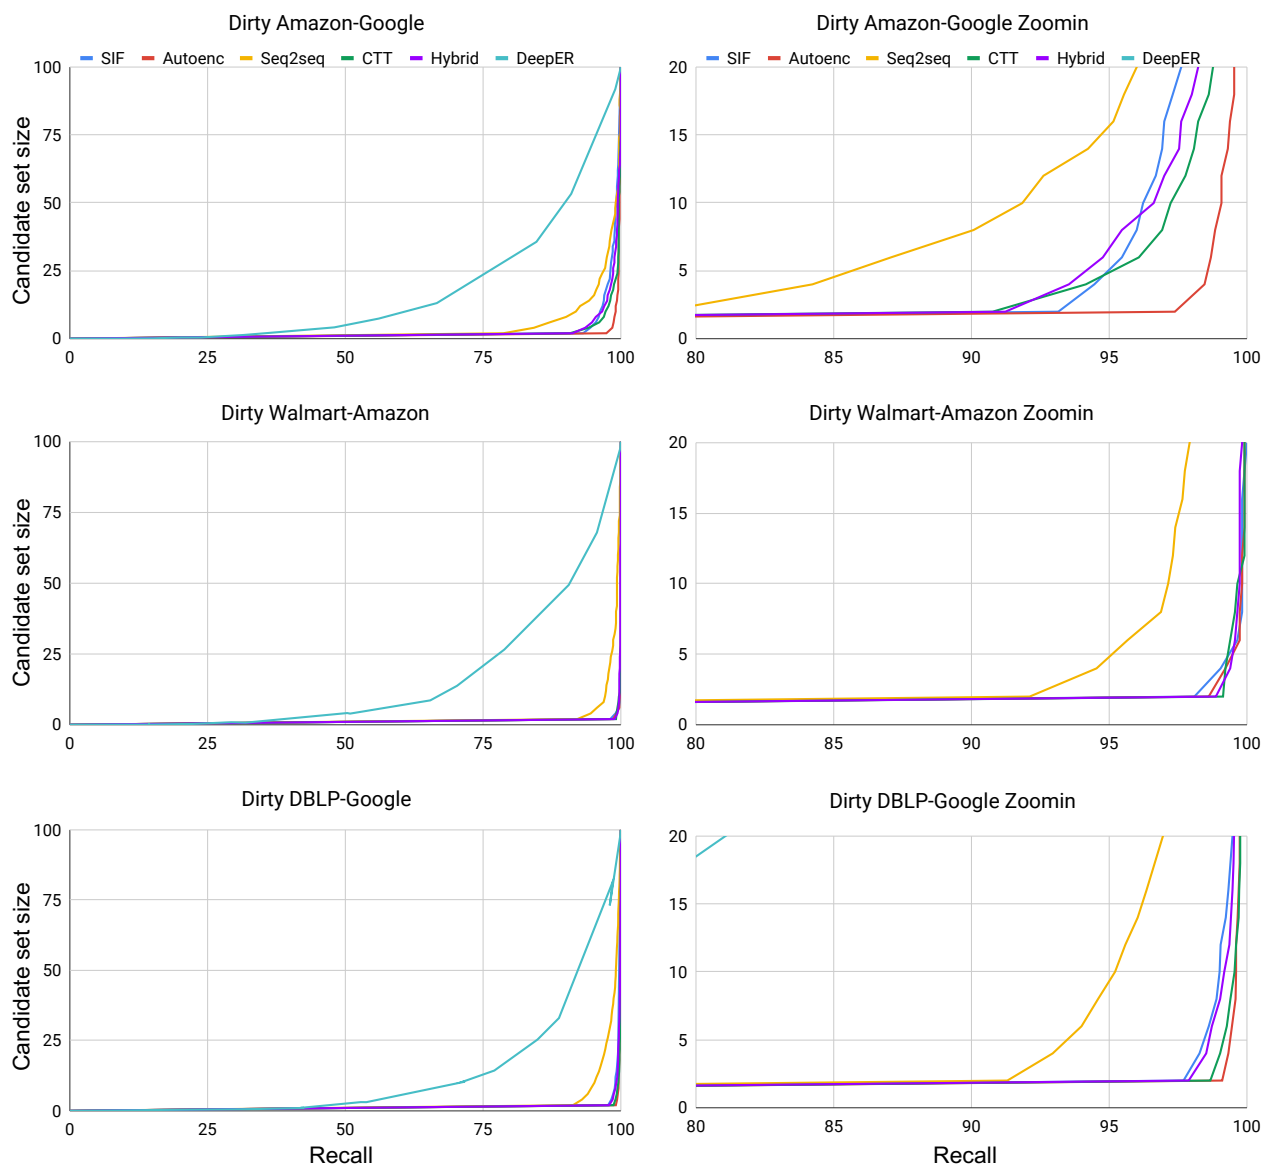 Dirty Amazon-Google
SIF Autoenc Seq2seq CTT Hybrid DeepER
Candidate set size
100
75
50
25
0
0 25 50 75 100
Dirty Amazon-Google Zoomin
SIF Autoenc Seq2seq CTT Hybrid DeepER
20
15
10
5
0
80 85 90 95 100
Dirty Walmart-Amazon
Candidate set size
100
75
50
25
0
0 25 50 75 100
Dirty Walmart-Amazon Zoomin
20
15
10
5
0
80 85 90 95 100
Dirty DBLP-Google
Candidate set size
100
75
50
25
0
0 25 50 75 100
Recall
Dirty DBLP-Google Zoomin
20
15
10
5
0
80 85 90 95 100
Recall